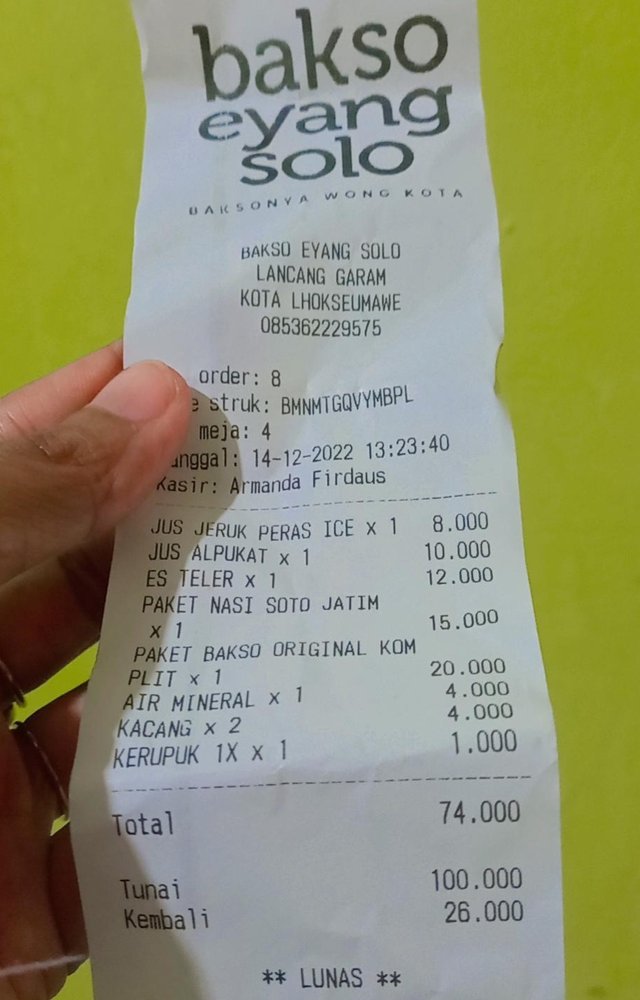 bakso
eyang
solo
BAKSONYA WONG KOTA
BAKSO EYANG SOLO
LANCANG GARAM
KOTA LHOKSEUMAWE
085362229575
order: 8
struk: BMNMTGQVYMBPL
meja: 4
anggal: 14-12-2022 13:23:40
Kasir: Armanda Firdaus
JUS JERUK PERAS ICE x 1 8.000
JUS ALPUKAT x 1 10.000
ES TELER x 1 12.000
PAKET NASI SOTO JATIM
x 1 15.000
PAKET BAKSO ORIGINAL KOM
PLIT x 1 20.000
AIR MINERAL x 1 4.000
KACANG x 2 4.000
KERUPUK 1X x 1 1.000
Total 74.000
Tunai 100.000
Kembali 26.000
** LUNAS **